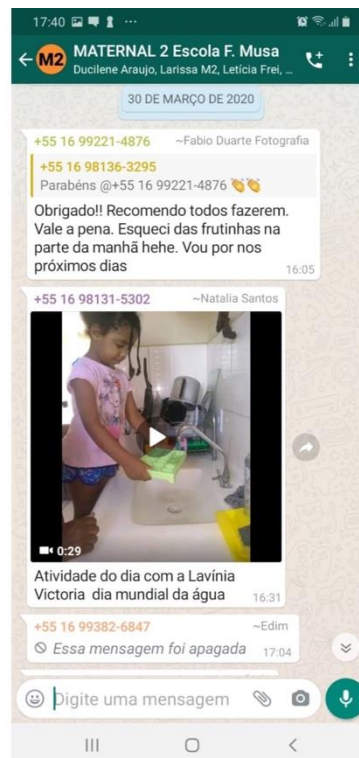 17:40
M2
MATERNAL 2 Escola F. Musa
Ducilene Araujo, Larissa M2, Letícia Frei, ...
30 DE MARÇO DE 2020
+55 16 99221-4876 ~Fabio Duarte Fotografia
+55 16 98136-3295
Parabéns @+55 16 99221-4876 👏👏
Obrigado!! Recomendo todos fazerem.
Vale a pena. Esqueci das frutinhas na
parte da manhã hehe. Vou por nos
próximos dias
16:05
+55 16 98131-5302 ~Natalia Santos
0:29
Atividade do dia com a Lavínia
Victoria dia mundial da água 16:31
+55 16 99382-6847 ~Edim
Essa mensagem foi apagada 17:04
Digite uma mensagem